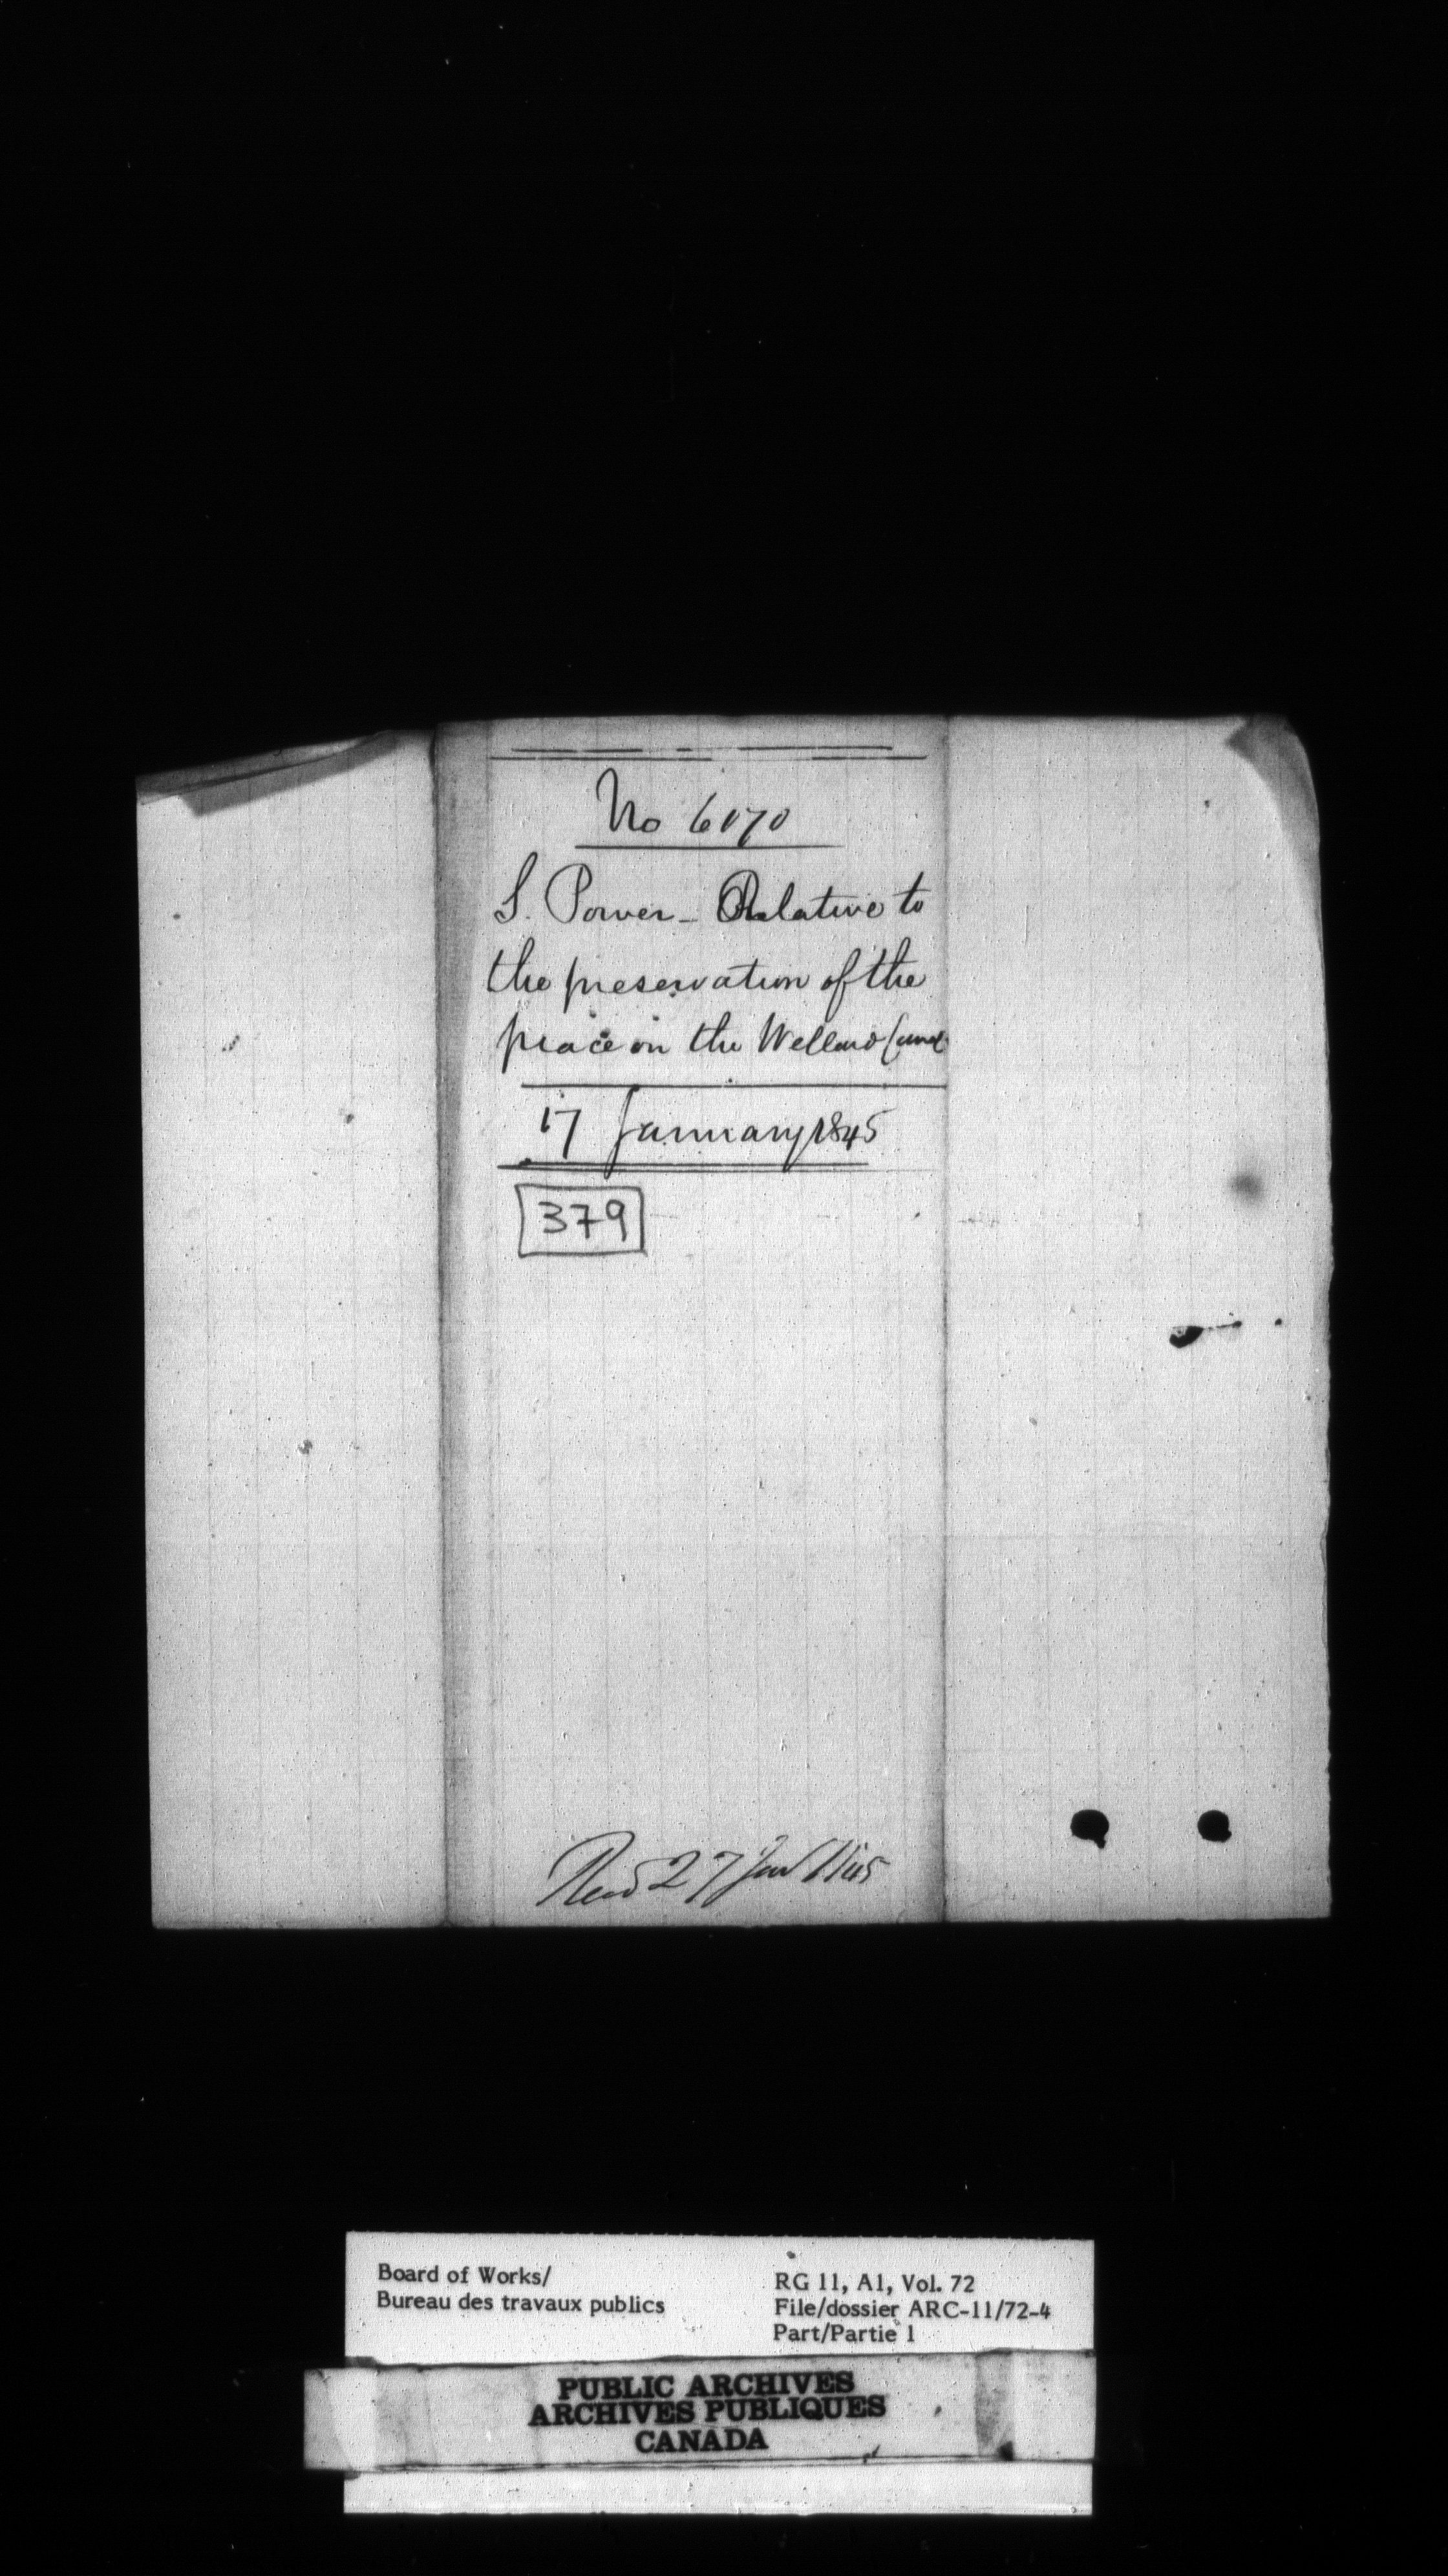 No 6070
S. Power - Relative to
the preservation of the
peace on the Welland Canal
17 January 1845
379
Recd 27 Jan 1845
Board of Works/
Bureau des travaux publics
RG 11, A1, Vol. 72
File/dossier ARC-11/72-4
Part/Partie 1
PUBLIC ARCHIVES
ARCHIVES PUBLIQUES
CANADA